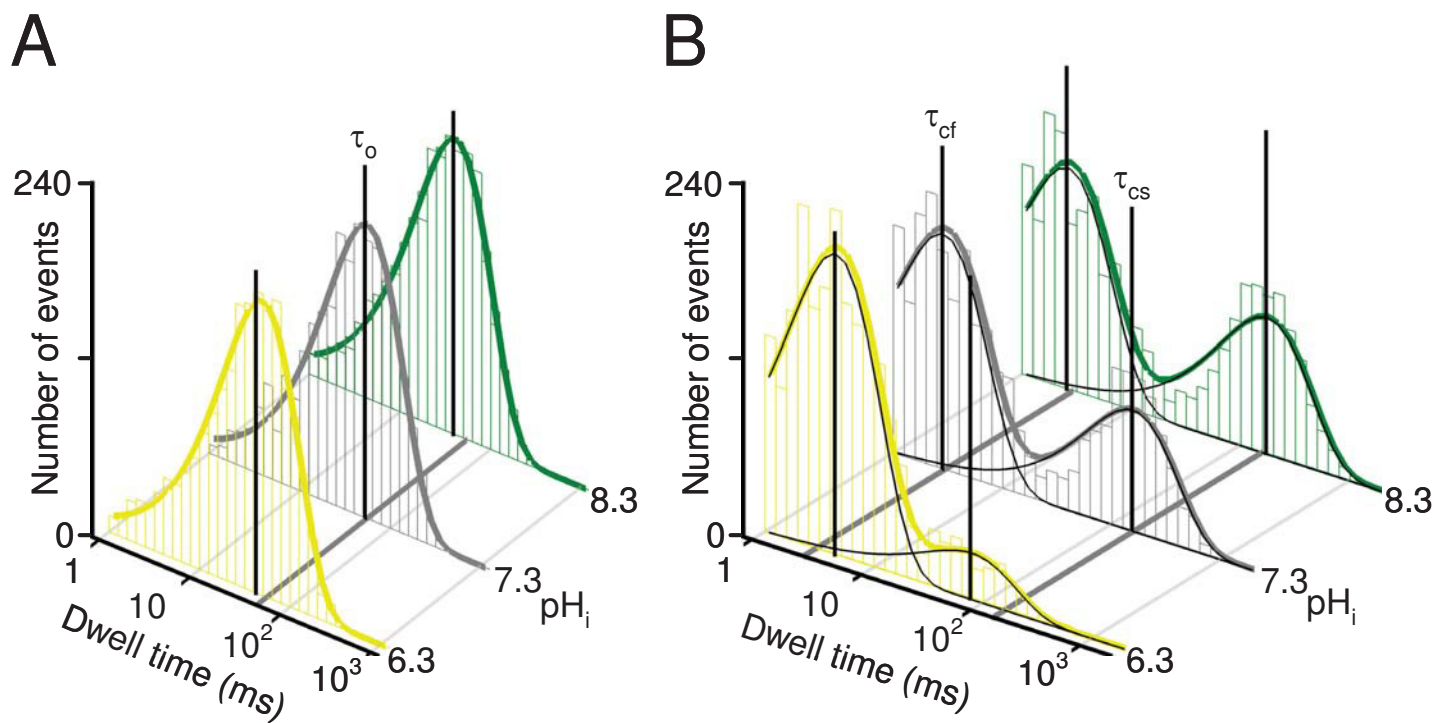 A
B
τo
τcf
τcs
240
240
Number of events
Number of events
0
0
1
10
10²
10³
1
10
10²
10³
Dwell time (ms)
Dwell time (ms)
8.3
7.3
6.3
pHi
8.3
7.3
6.3
pHi